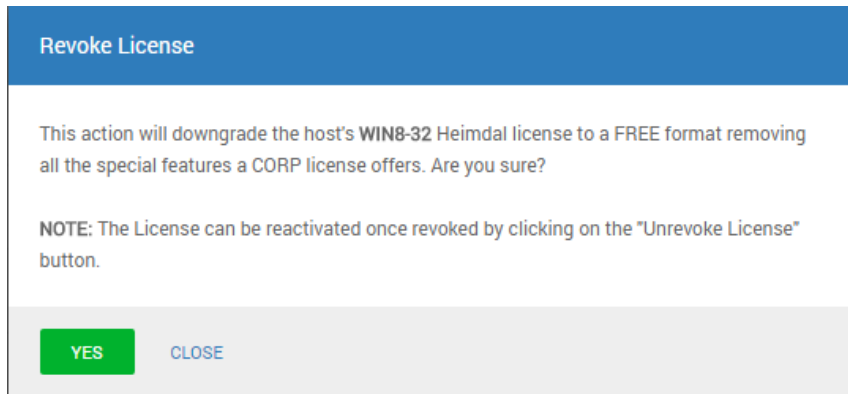 Revoke License
This action will downgrade the host's WIN8-32 Heimdal license to a FREE format removing
all the special features a CORP license offers. Are you sure?
NOTE: The License can be reactivated once revoked by clicking on the "Unrevoke License"
button.
YES CLOSE